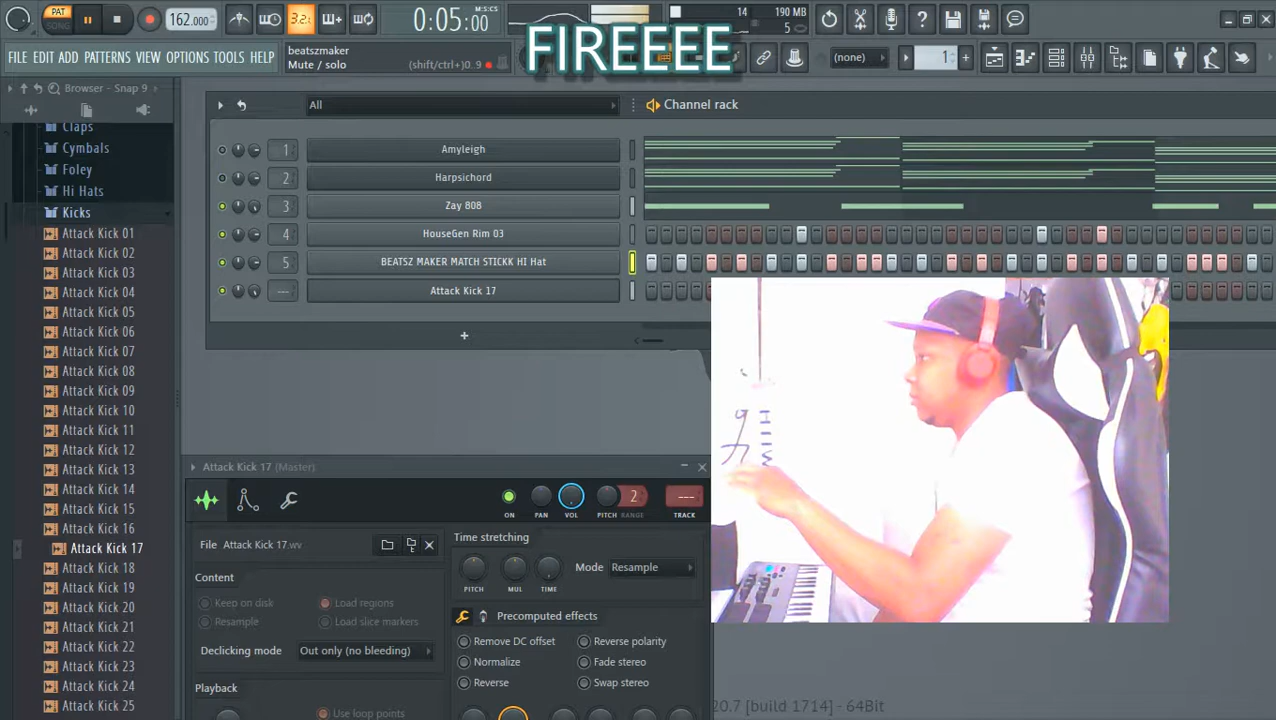 PAT
SONG
162.000
3.2:
0:05:00
M:S:CS
14
190 MB
5
FIREEEE
FILE EDIT ADD PATTERNS VIEW OPTIONS TOOLS HELP
beatszmaker
Mute / solo
(shift/ctrl+) 0..9
(none)
1
Browser - Snap 9
All
Channel rack
Claps
Cymbals
Foley
Hi Hats
Kicks
Attack Kick 01
Attack Kick 02
Attack Kick 03
Attack Kick 04
Attack Kick 05
Attack Kick 06
Attack Kick 07
Attack Kick 08
Attack Kick 09
Attack Kick 10
Attack Kick 11
Attack Kick 12
Attack Kick 13
Attack Kick 14
Attack Kick 15
Attack Kick 16
Attack Kick 17
Attack Kick 18
Attack Kick 19
Attack Kick 20
Attack Kick 21
Attack Kick 22
Attack Kick 23
Attack Kick 24
Attack Kick 25
1 Amyleigh
2 Harpsichord
3 Zay 808
4 HouseGen Rim 03
5 BEATSZ MAKER MATCH STICKK HI Hat
--- Attack Kick 17
Attack Kick 17 (Master)
2
---
ON PAN VOL PITCH RANGE TRACK
File Attack Kick 17.wv
Content
Keep on disk
Load regions
Resample
Load slice markers
Declicking mode
Out only (no bleeding)
Playback
Use loop points
Time stretching
Mode Resample
PITCH MUL TIME
Precomputed effects
Remove DC offset
Reverse polarity
Normalize
Fade stereo
Reverse
Swap stereo
20.7 [build 1714] - 64Bit